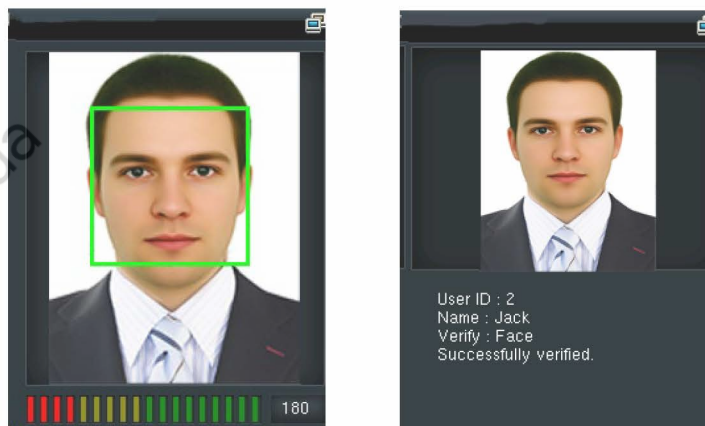 180
User ID : 2
Name : Jack
Verify : Face
Successfully verified.